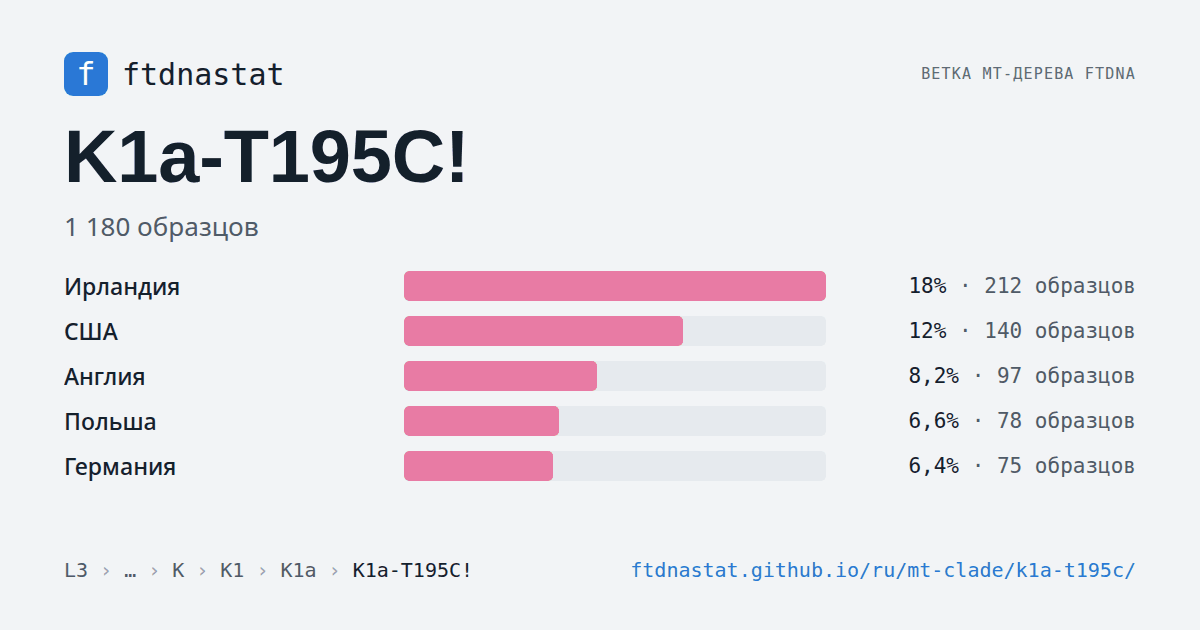 f ftdnastat
ВЕТКА МТ-ДЕРЕВА FTDNA
K1a-T195C!
1 180 образцов
Ирландия 18% · 212 образцов
США 12% · 140 образцов
Англия 8,2% · 97 образцов
Польша 6,6% · 78 образцов
Германия 6,4% · 75 образцов
L3 › … › K › K1 › K1a › K1a-T195C!
ftdnastat.github.io/ru/mt-clade/k1a-t195c/